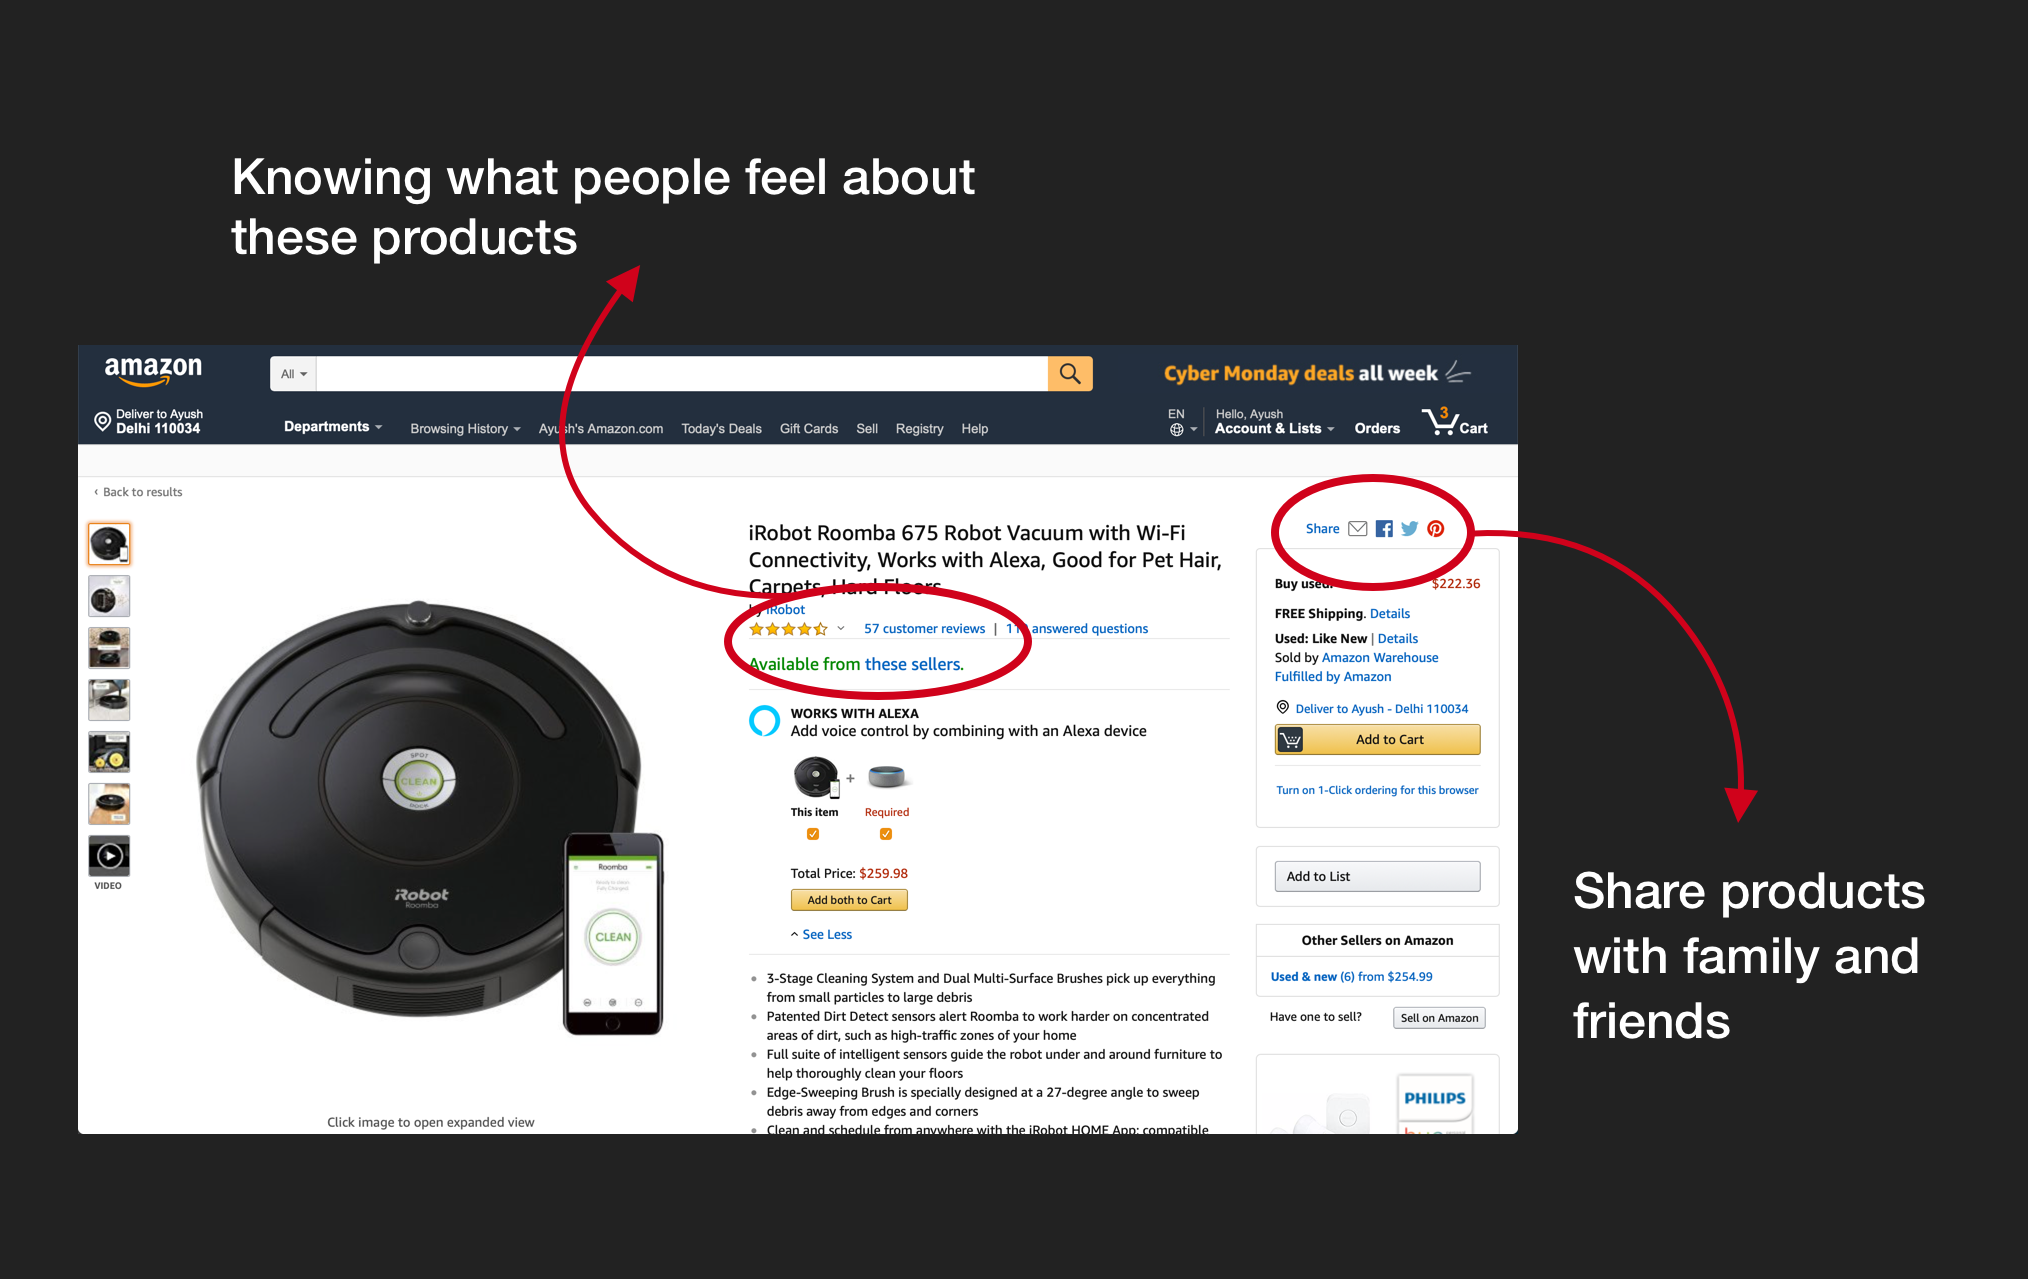 Knowing what people feel about
these products
amazon
All
Cyber Monday deals all week
Deliver to Ayush
Delhi 110034
Departments
Browsing History
Ayush's Amazon.com
Today's Deals
Gift Cards
Sell
Registry
Help
EN
Hello, Ayush
Account & Lists
Orders
3
Cart
‹ Back to results
VIDEO
SPOT
CLEAN
DOCK
iRobot
Roomba
Roomba
CLEAN
Click image to open expanded view
iRobot Roomba 675 Robot Vacuum with Wi-Fi
Connectivity, Works with Alexa, Good for Pet Hair,
Carpets, Hard Floors
by iRobot
57 customer reviews | answered questions
Available from these sellers.
WORKS WITH ALEXA
Add voice control by combining with an Alexa device
+
This item
Required
Total Price: $259.98
Add both to Cart
See Less
• 3-Stage Cleaning System and Dual Multi-Surface Brushes pick up everything
from small particles to large debris
• Patented Dirt Detect sensors alert Roomba to work harder on concentrated
areas of dirt, such as high-traffic zones of your home
• Full suite of intelligent sensors guide the robot under and around furniture to
help thoroughly clean your floors
• Edge-Sweeping Brush is specially designed at a 27-degree angle to sweep
debris away from edges and corners
• Clean and schedule from anywhere with the iRobot HOME App; compatible
Share
Buy used: $222.36
FREE Shipping. Details
Used: Like New | Details
Sold by Amazon Warehouse
Fulfilled by Amazon
Deliver to Ayush - Delhi 110034
Add to Cart
Turn on 1-Click ordering for this browser
Add to List
Other Sellers on Amazon
Used & new (6) from $254.99
Have one to sell?
Sell on Amazon
PHILIPS
Share products
with family and
friends